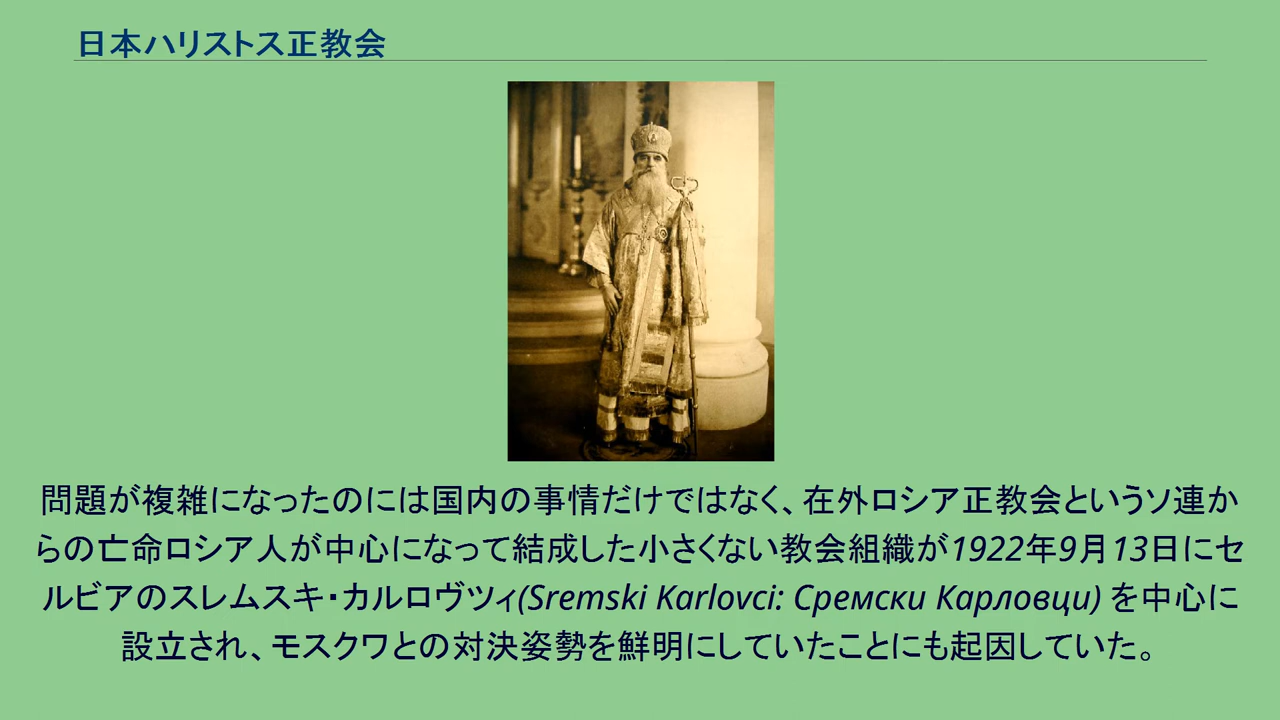 日本ハリストス正教会
問題が複雑になったのには国内の事情だけではなく、在外ロシア正教会というソ連か
らの亡命ロシア人が中心になって結成した小さくない教会組織が1922年9月13日にセ
ルビアのスレムスキ・カルロヴツィ(Sremski Karlovci: Сремски Карловци) を中心に
設立され、モスクワとの対決姿勢を鮮明にしていたことにも起因していた。